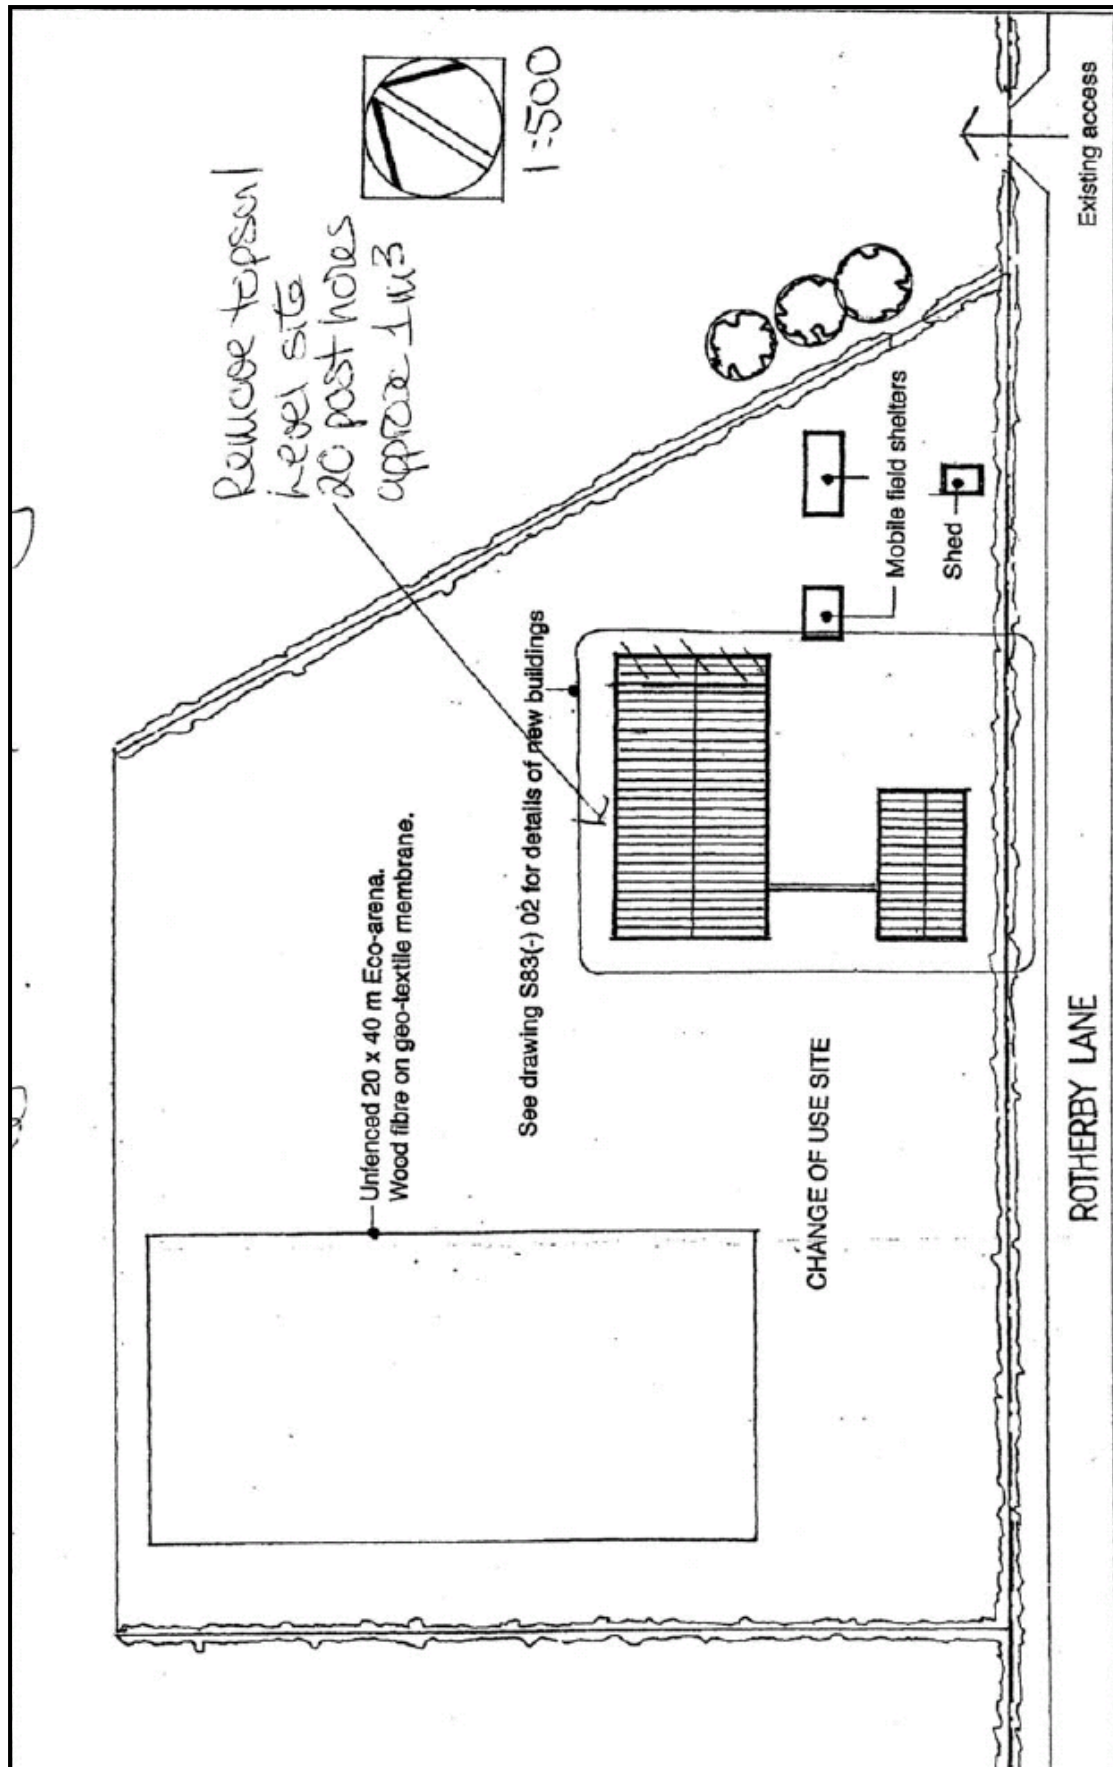 Remove topsoil
Level site
20 post holes
approx 1m3
1:500
Unfenced 20 x 40 m Eco-arena.
Wood fibre on geo-textile membrane.
See drawing S83(-) 02 for details of new buildings
Mobile field shelters
Shed
CHANGE OF USE SITE
Existing access
ROTHERBY LANE